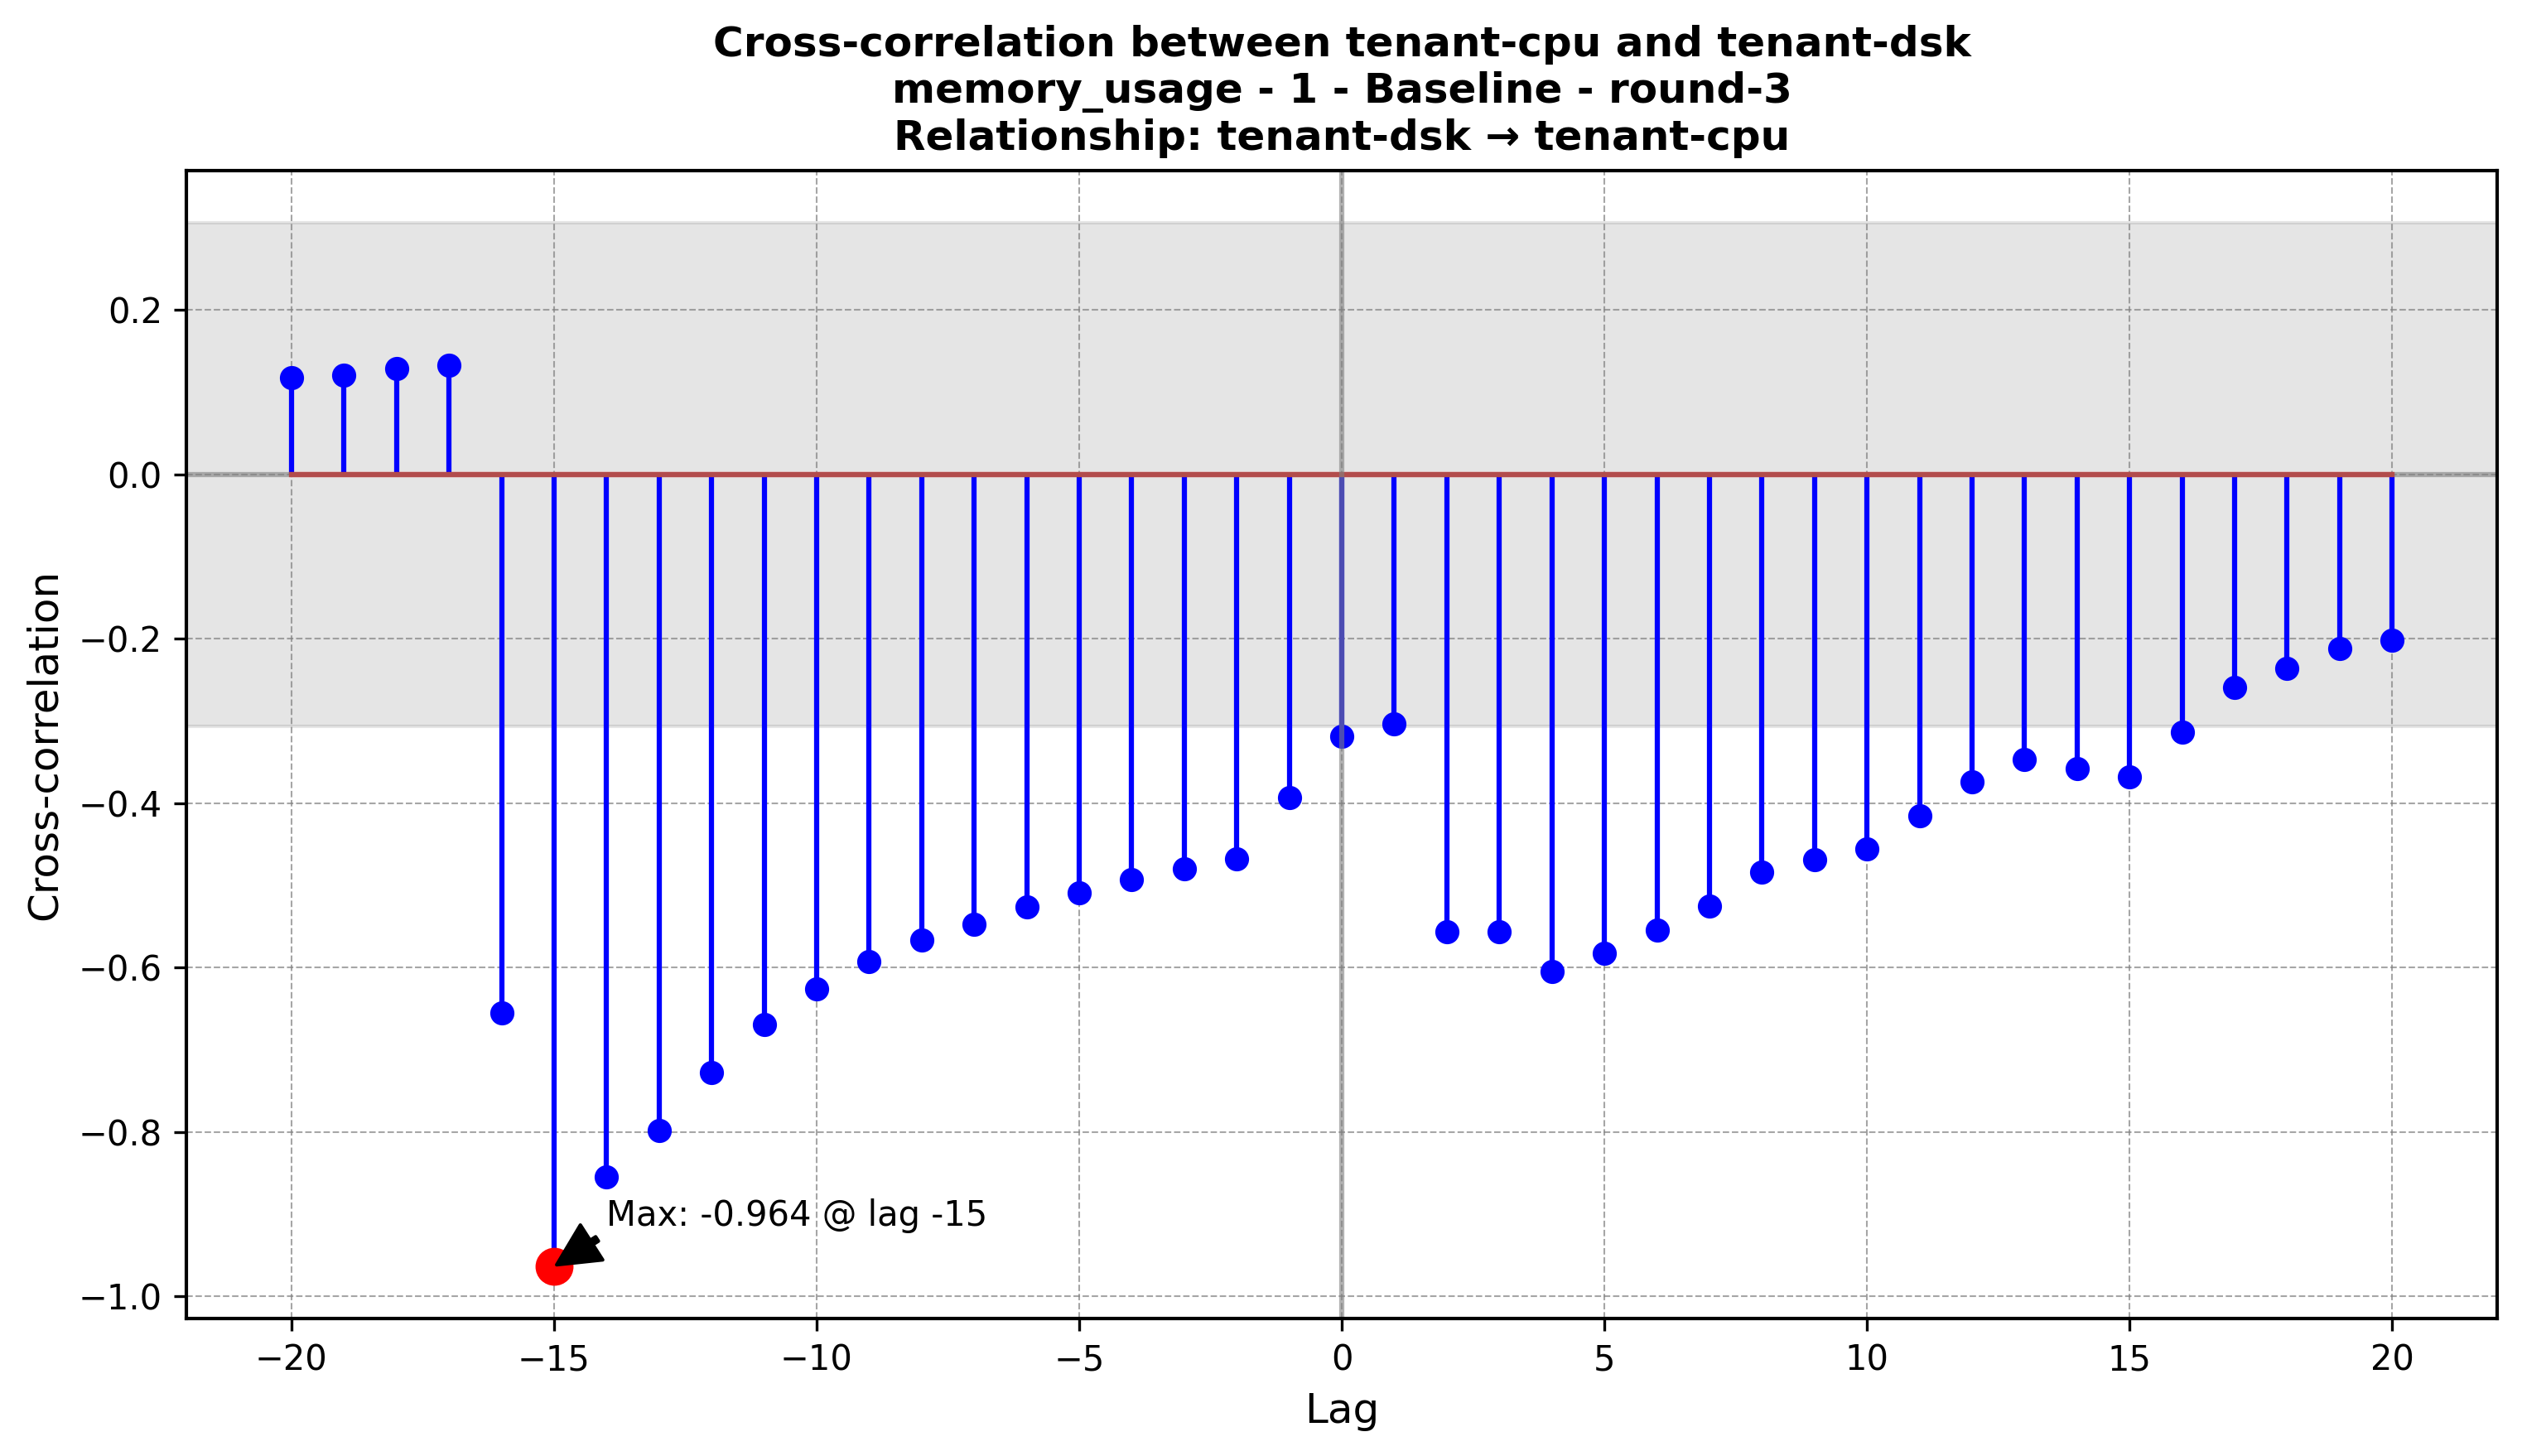 Cross-correlation between tenant-cpu and tenant-dsk
memory_usage - 1 - Baseline - round-3
Relationship: tenant-dsk → tenant-cpu
Cross-correlation
0.2
0.0
−0.2
−0.4
−0.6
−0.8
−1.0
Max: -0.964 @ lag -15
−20 −15 −10 −5 0 5 10 15 20
Lag